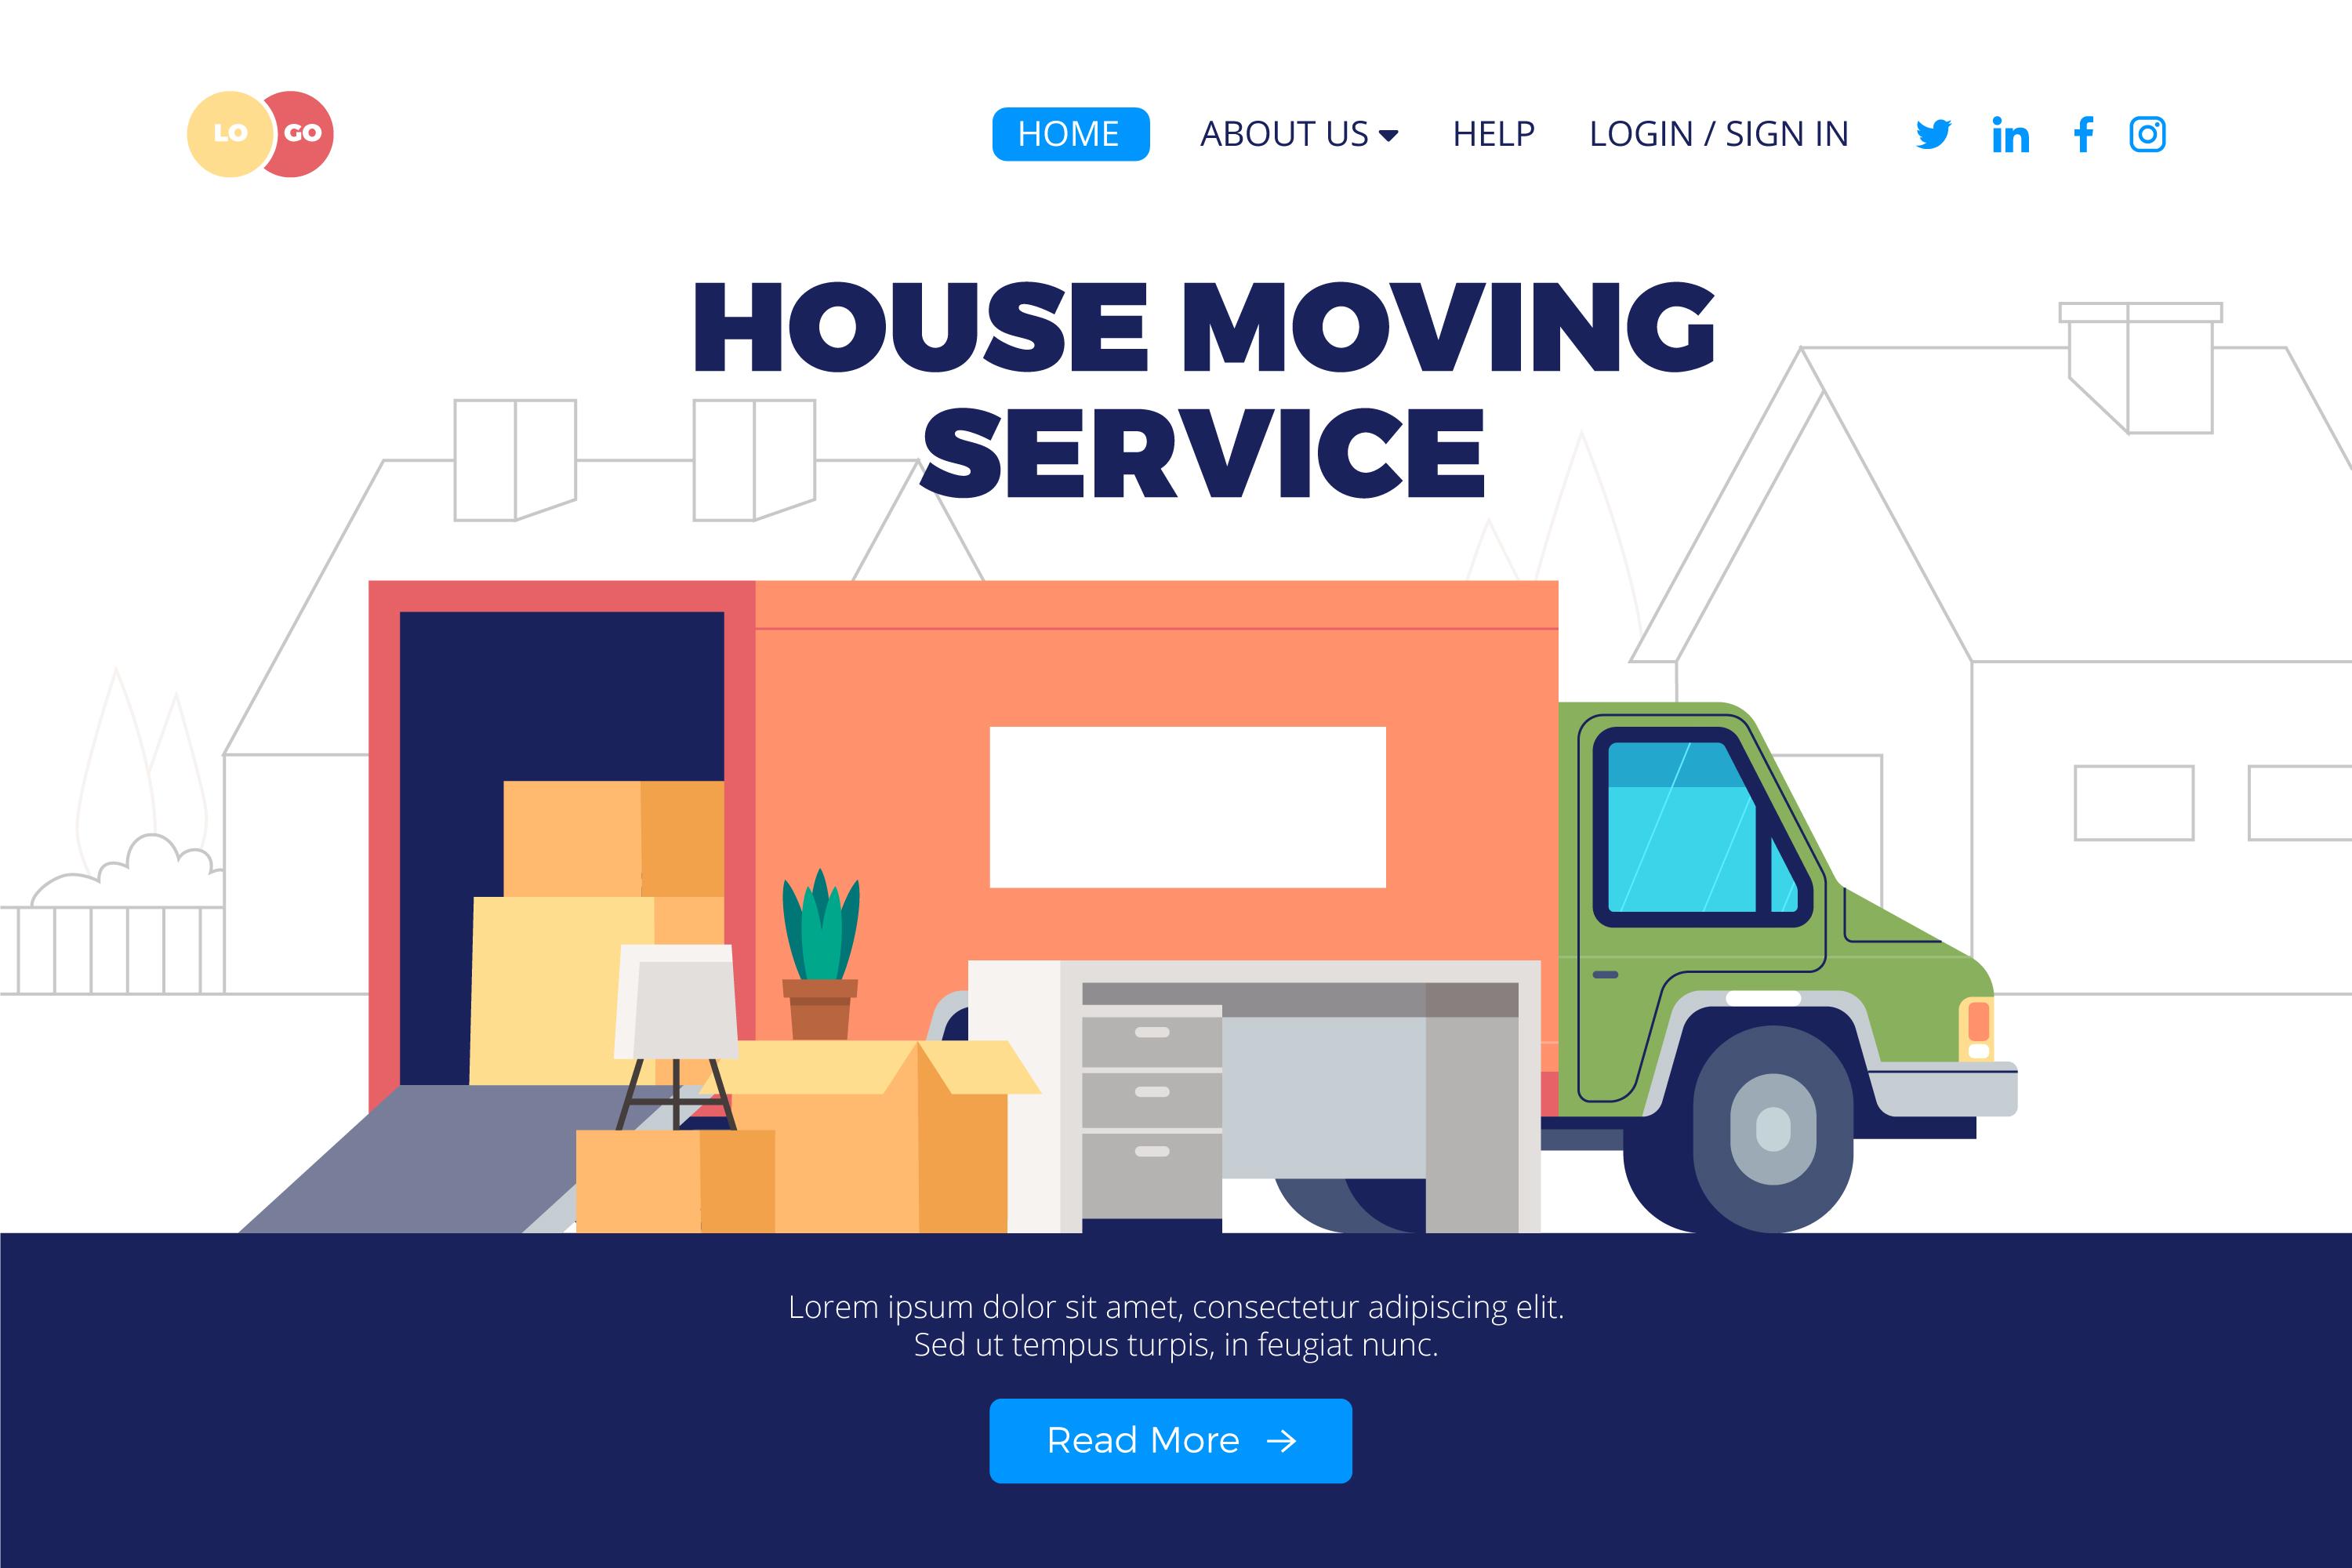 LO GO
HOME ABOUT US HELP LOGIN / SIGN IN
HOUSE MOVING
SERVICE
Lorem ipsum dolor sit amet, consectetur adipiscing elit.
Sed ut tempus turpis, in feugiat nunc.
Read More